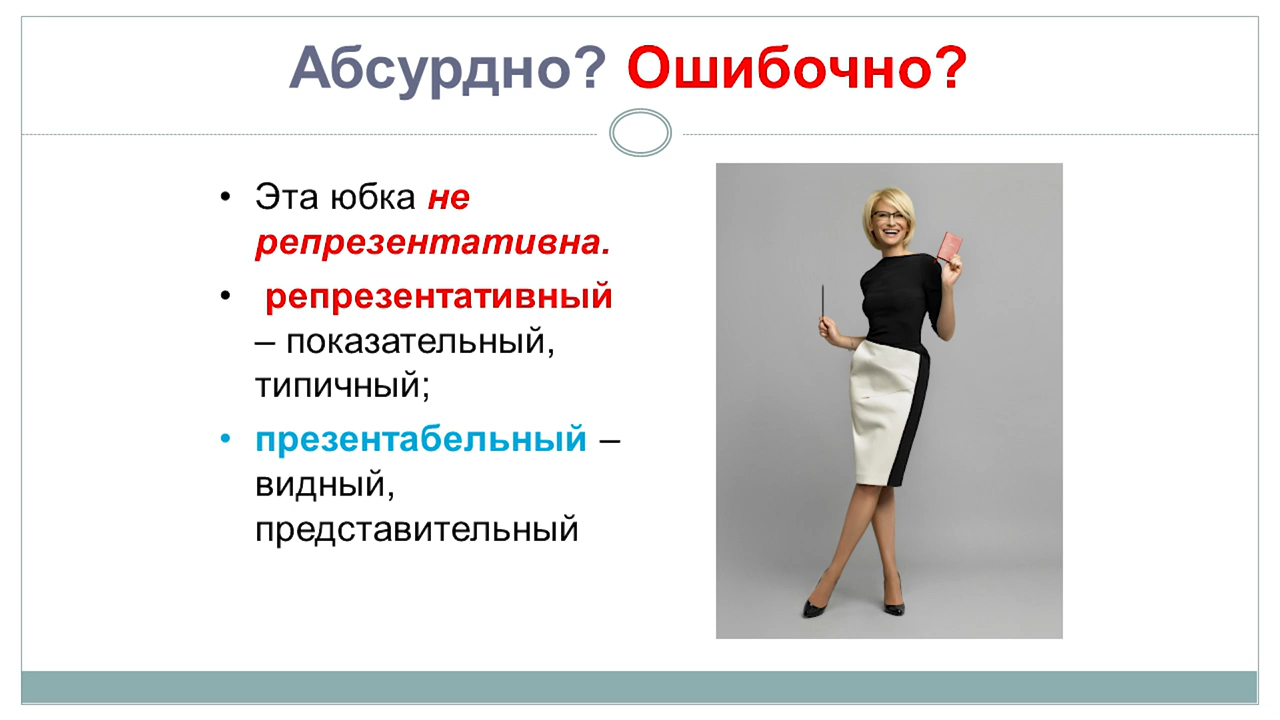 Абсурдно? Ошибочно?
• Эта юбка не
репрезентативна.
• репрезентативный
– показательный,
типичный;
• презентабельный –
видный,
представительный